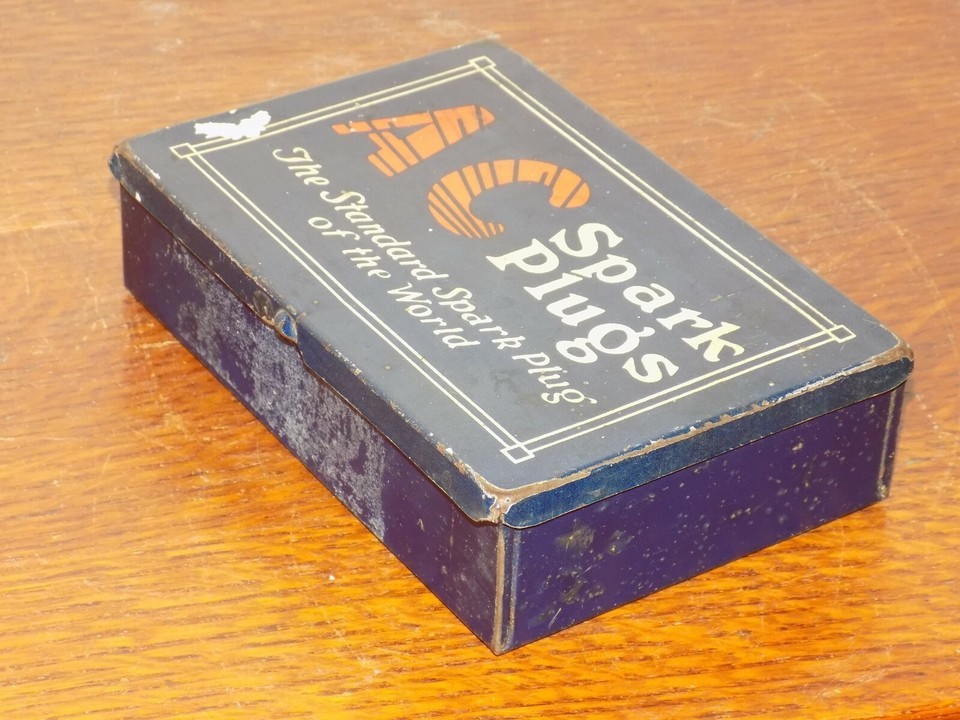 AC Spark
Plugs
The Standard Spark Plug
of the World